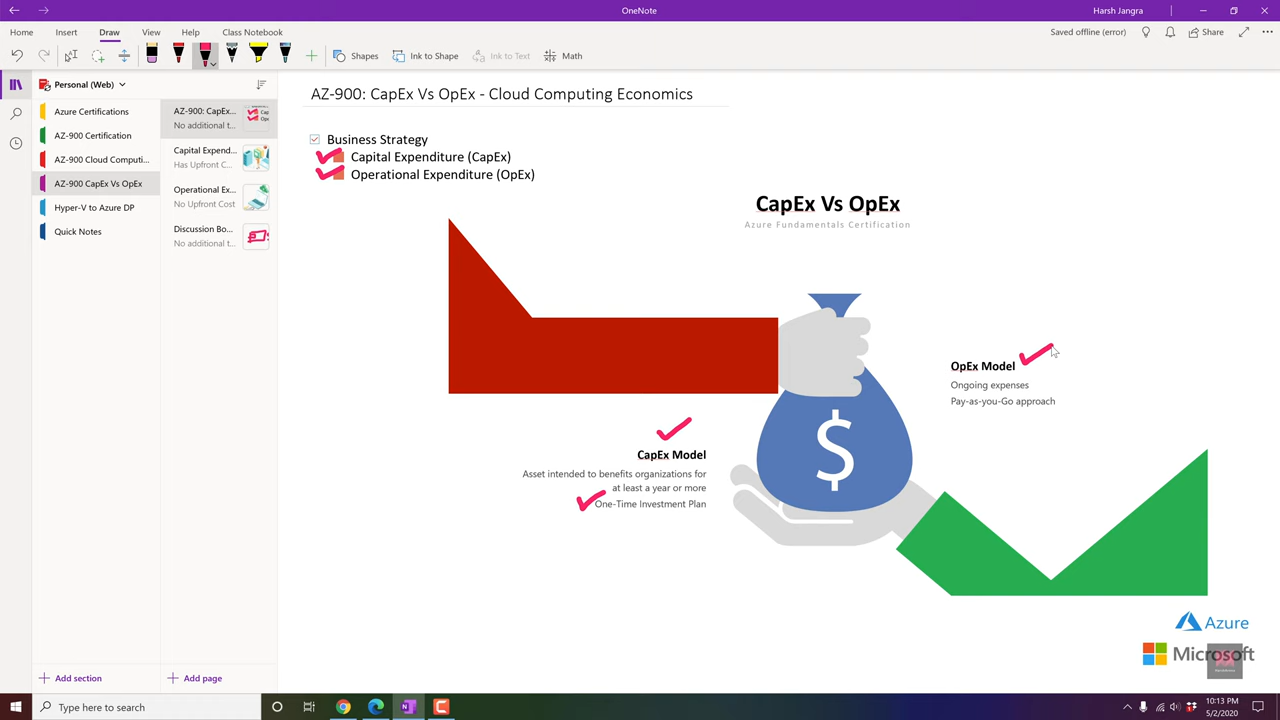 OneNote
Harsh Jangra
Home
Insert
Draw
View
Help
Class Notebook
Saved offline (error)
Share
Shapes
Ink to Shape
Ink to Text
Math
Personal (Web)
Azure Certifications
AZ-900 Certification
AZ-900 Cloud Computi...
AZ-900 CapEx Vs OpEx
Hyper-V to Azure DP
Quick Notes
Add section
AZ-900: CapEx...
No additional t...
Capital Expend...
Has Upfront C...
Operational Ex...
No Upfront Cost
Discussion Bo...
No additional t...
Add page
AZ-900: CapEx Vs OpEx - Cloud Computing Economics
Business Strategy
Capital Expenditure (CapEx)
Operational Expenditure (OpEx)
CapEx Vs OpEx
Azure Fundamentals Certification
OpEx Model
Ongoing expenses
Pay-as-you-Go approach
$
CapEx Model
Asset intended to benefits organizations for
at least a year or more
One-Time Investment Plan
Azure
Microsoft
Type here to search
10:13 PM
5/2/2020